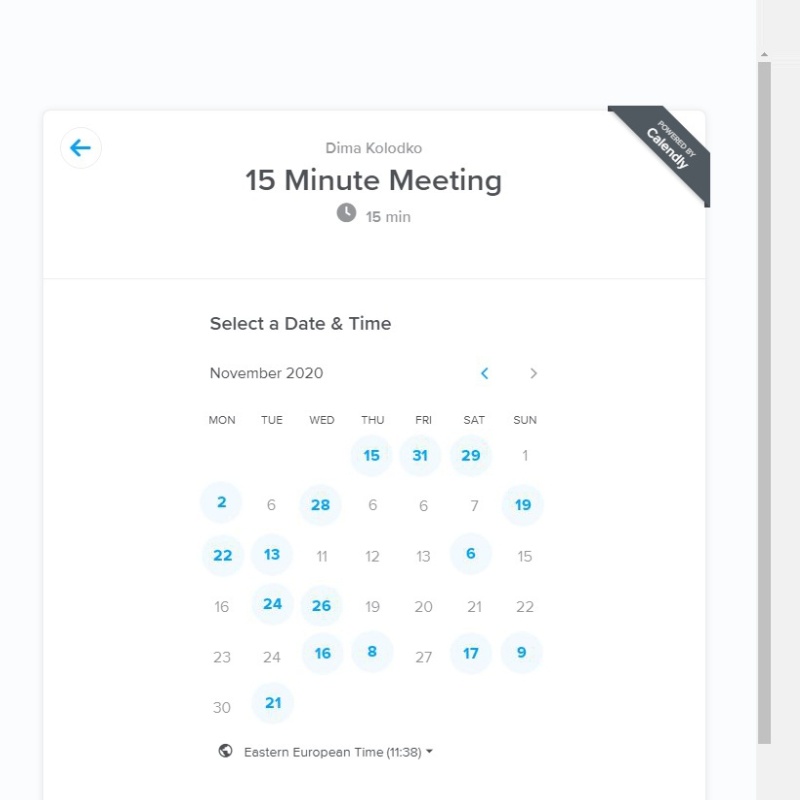 POWERED BY
Calendly
Dima Kolodko
15 Minute Meeting
15 min
Select a Date & Time
November 2020
MON TUE WED THU FRI SAT SUN
15 31 29 1
2 6 28 6 6 7 19
22 13 11 12 13 6 15
16 24 26 19 20 21 22
23 24 16 8 27 17 9
30 21
Eastern European Time (11:38)